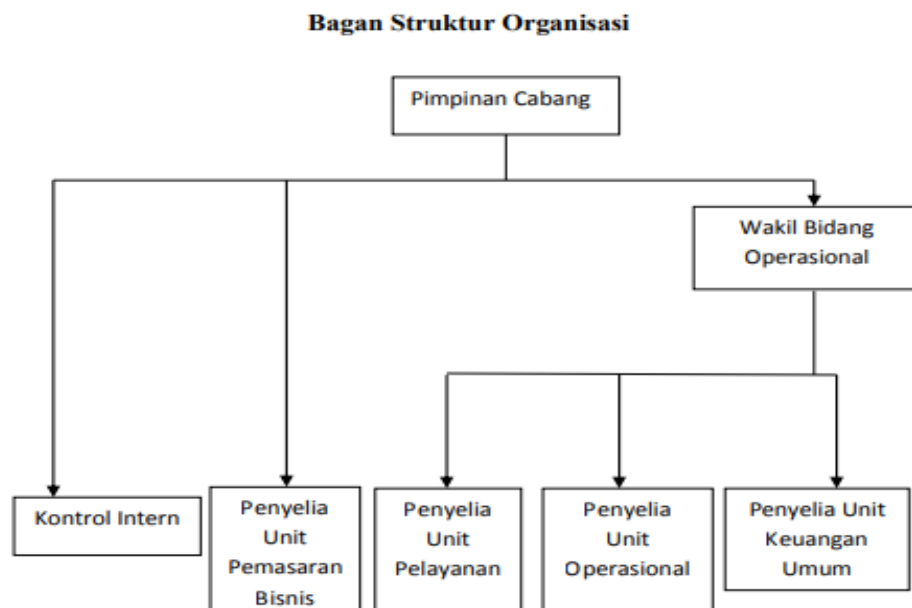 Bagan Struktur Organisasi
Pimpinan Cabang
Wakil Bidang
Operasional
Kontrol Intern
Penyelia
Unit
Pemasaran
Bisnis
Penyelia
Unit
Pelayanan
Penyelia
Unit
Operasional
Penyelia Unit
Keuangan
Umum